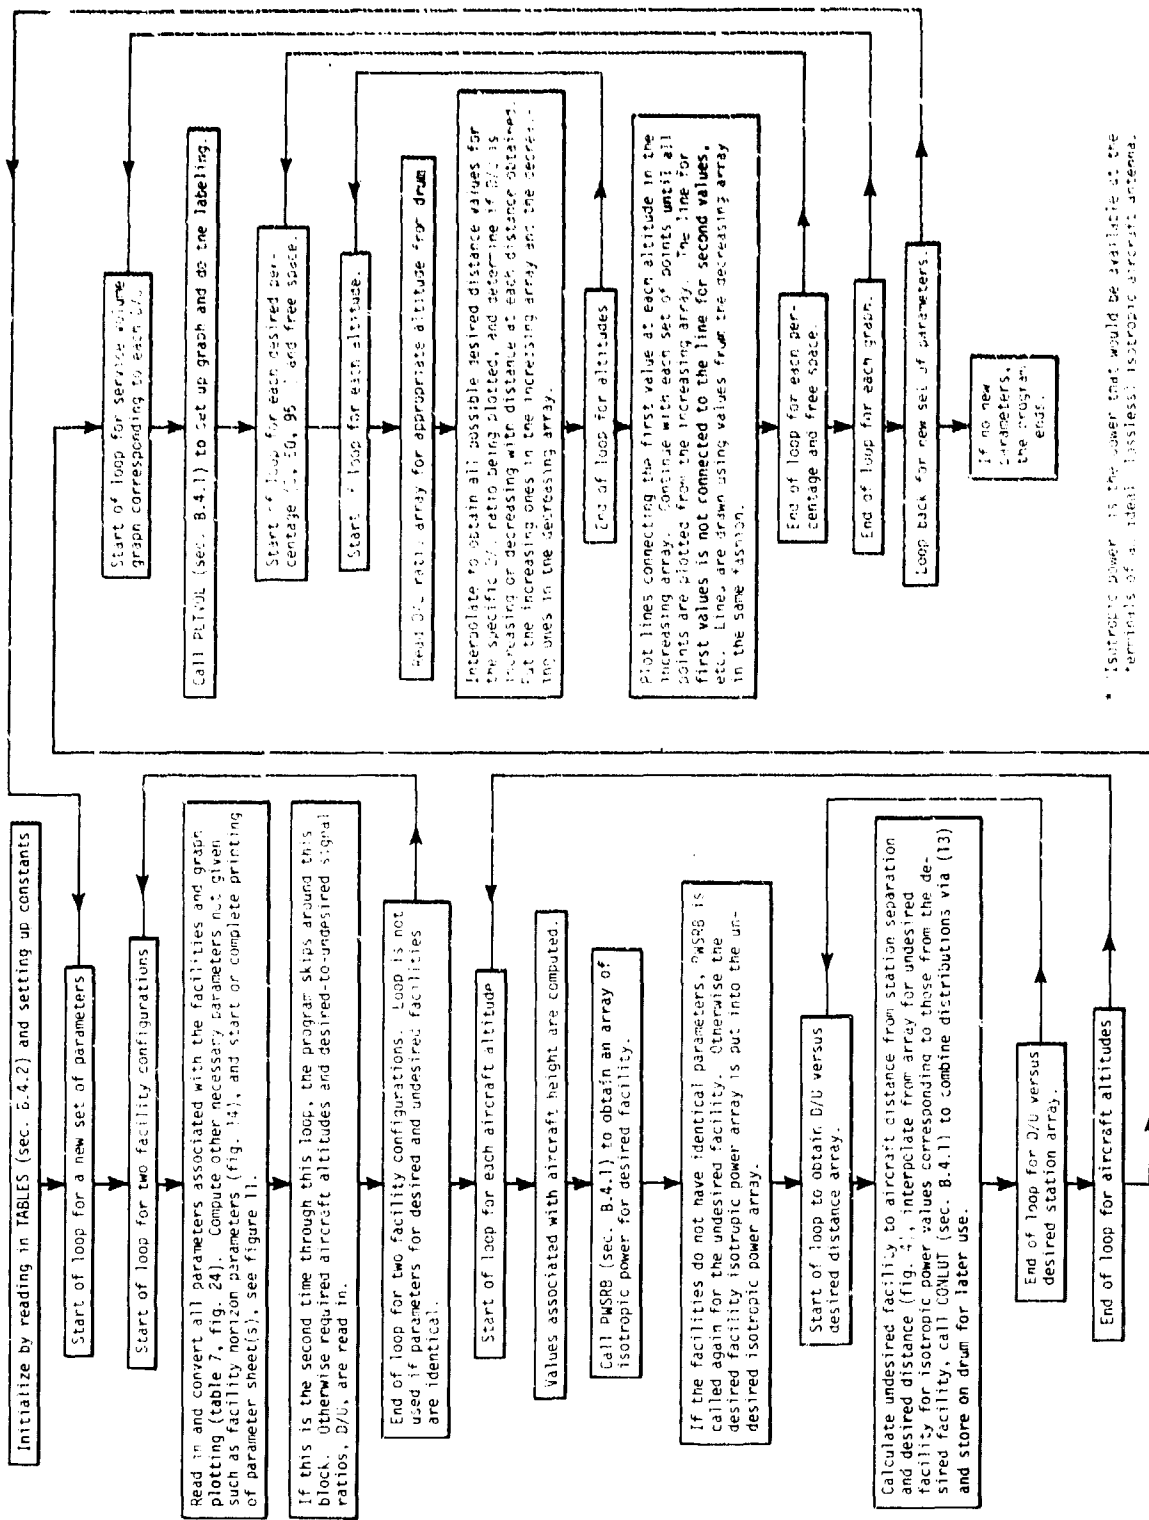 Initialize by reading in TABLES (sec. B.4.2) and setting up constants
Start of loop for a new set of parameters
Start of loop for two facility configurations
Read in and convert all parameters associated with the facilities and graph
plotting (table 7, fig. 24). Compute other necessary parameters not given
such as facility horizon parameters (fig. 14), and start or complete printing
of parameter sheet(s), see figure 11.
If this is the second time through this loop, the program skips around this
block. Otherwise required aircraft altitudes and desired-to-undesired signal
ratios, D/U, are read in.
End of loop for two facility configurations. Loop is not
used if parameters for desired and undesired facilities
are identical.
Start of loop for each aircraft altitude
Values associated with aircraft height are computed.
Call PWSRB (sec. B.4.1) to obtain an array of
isotropic power for desired facility.
If the facilities do not have identical parameters, PWSRB is
called again for the undesired facility. Otherwise the
desired facility isotropic power array is put into the un-
desired isotropic power array.
Start of loop to obtain D/U versus
desired distance array.
Calculate undesired facility to aircraft distance from station separation
and desired distance (fig. 4), interpolate from array for undesired
facility for isotropic power values corresponding to those from the de-
sired facility, call CONLUT (sec. B.4.1) to combine distributions via (13)
and store on drum for later use.
End of loop for D/U versus
desired station array.
End of loop for aircraft altitudes
Start of loop for service volume
graph corresponding to each D/U.
Call PLTVOL (sec. B.4.1) to set up graph and do the labeling.
Start of loop for each desired per-
centage (5, 50, 95 ) and free space.
Start of loop for each altitude.
Read D/U ratio array for appropriate altitude for drum
Interpolate to obtain all possible desired distance values for
the specific D/U ratio being plotted, and determine if D/U is
increasing or decreasing with distance at each distance obtained.
Put the increasing ones in the increasing array and the decreas-
ing ones in the decreasing array.
End of loop for altitudes
Plot lines connecting the first value at each altitude in the
increasing array. Continue with each set of points until all
points are plotted from the increasing array. The line for
first values is not connected to the line for second values,
etc. Lines are drawn using values from the decreasing array
in the same fashion.
End of loop for each per-
centage and free space.
End of loop for each graph.
Loop back for new set of parameters.
If no new
parameters,
the program
ends.
* Isotropic power is the power that would be available at the
terminals of an ideal (lossless) isotropic aircraft antenna.